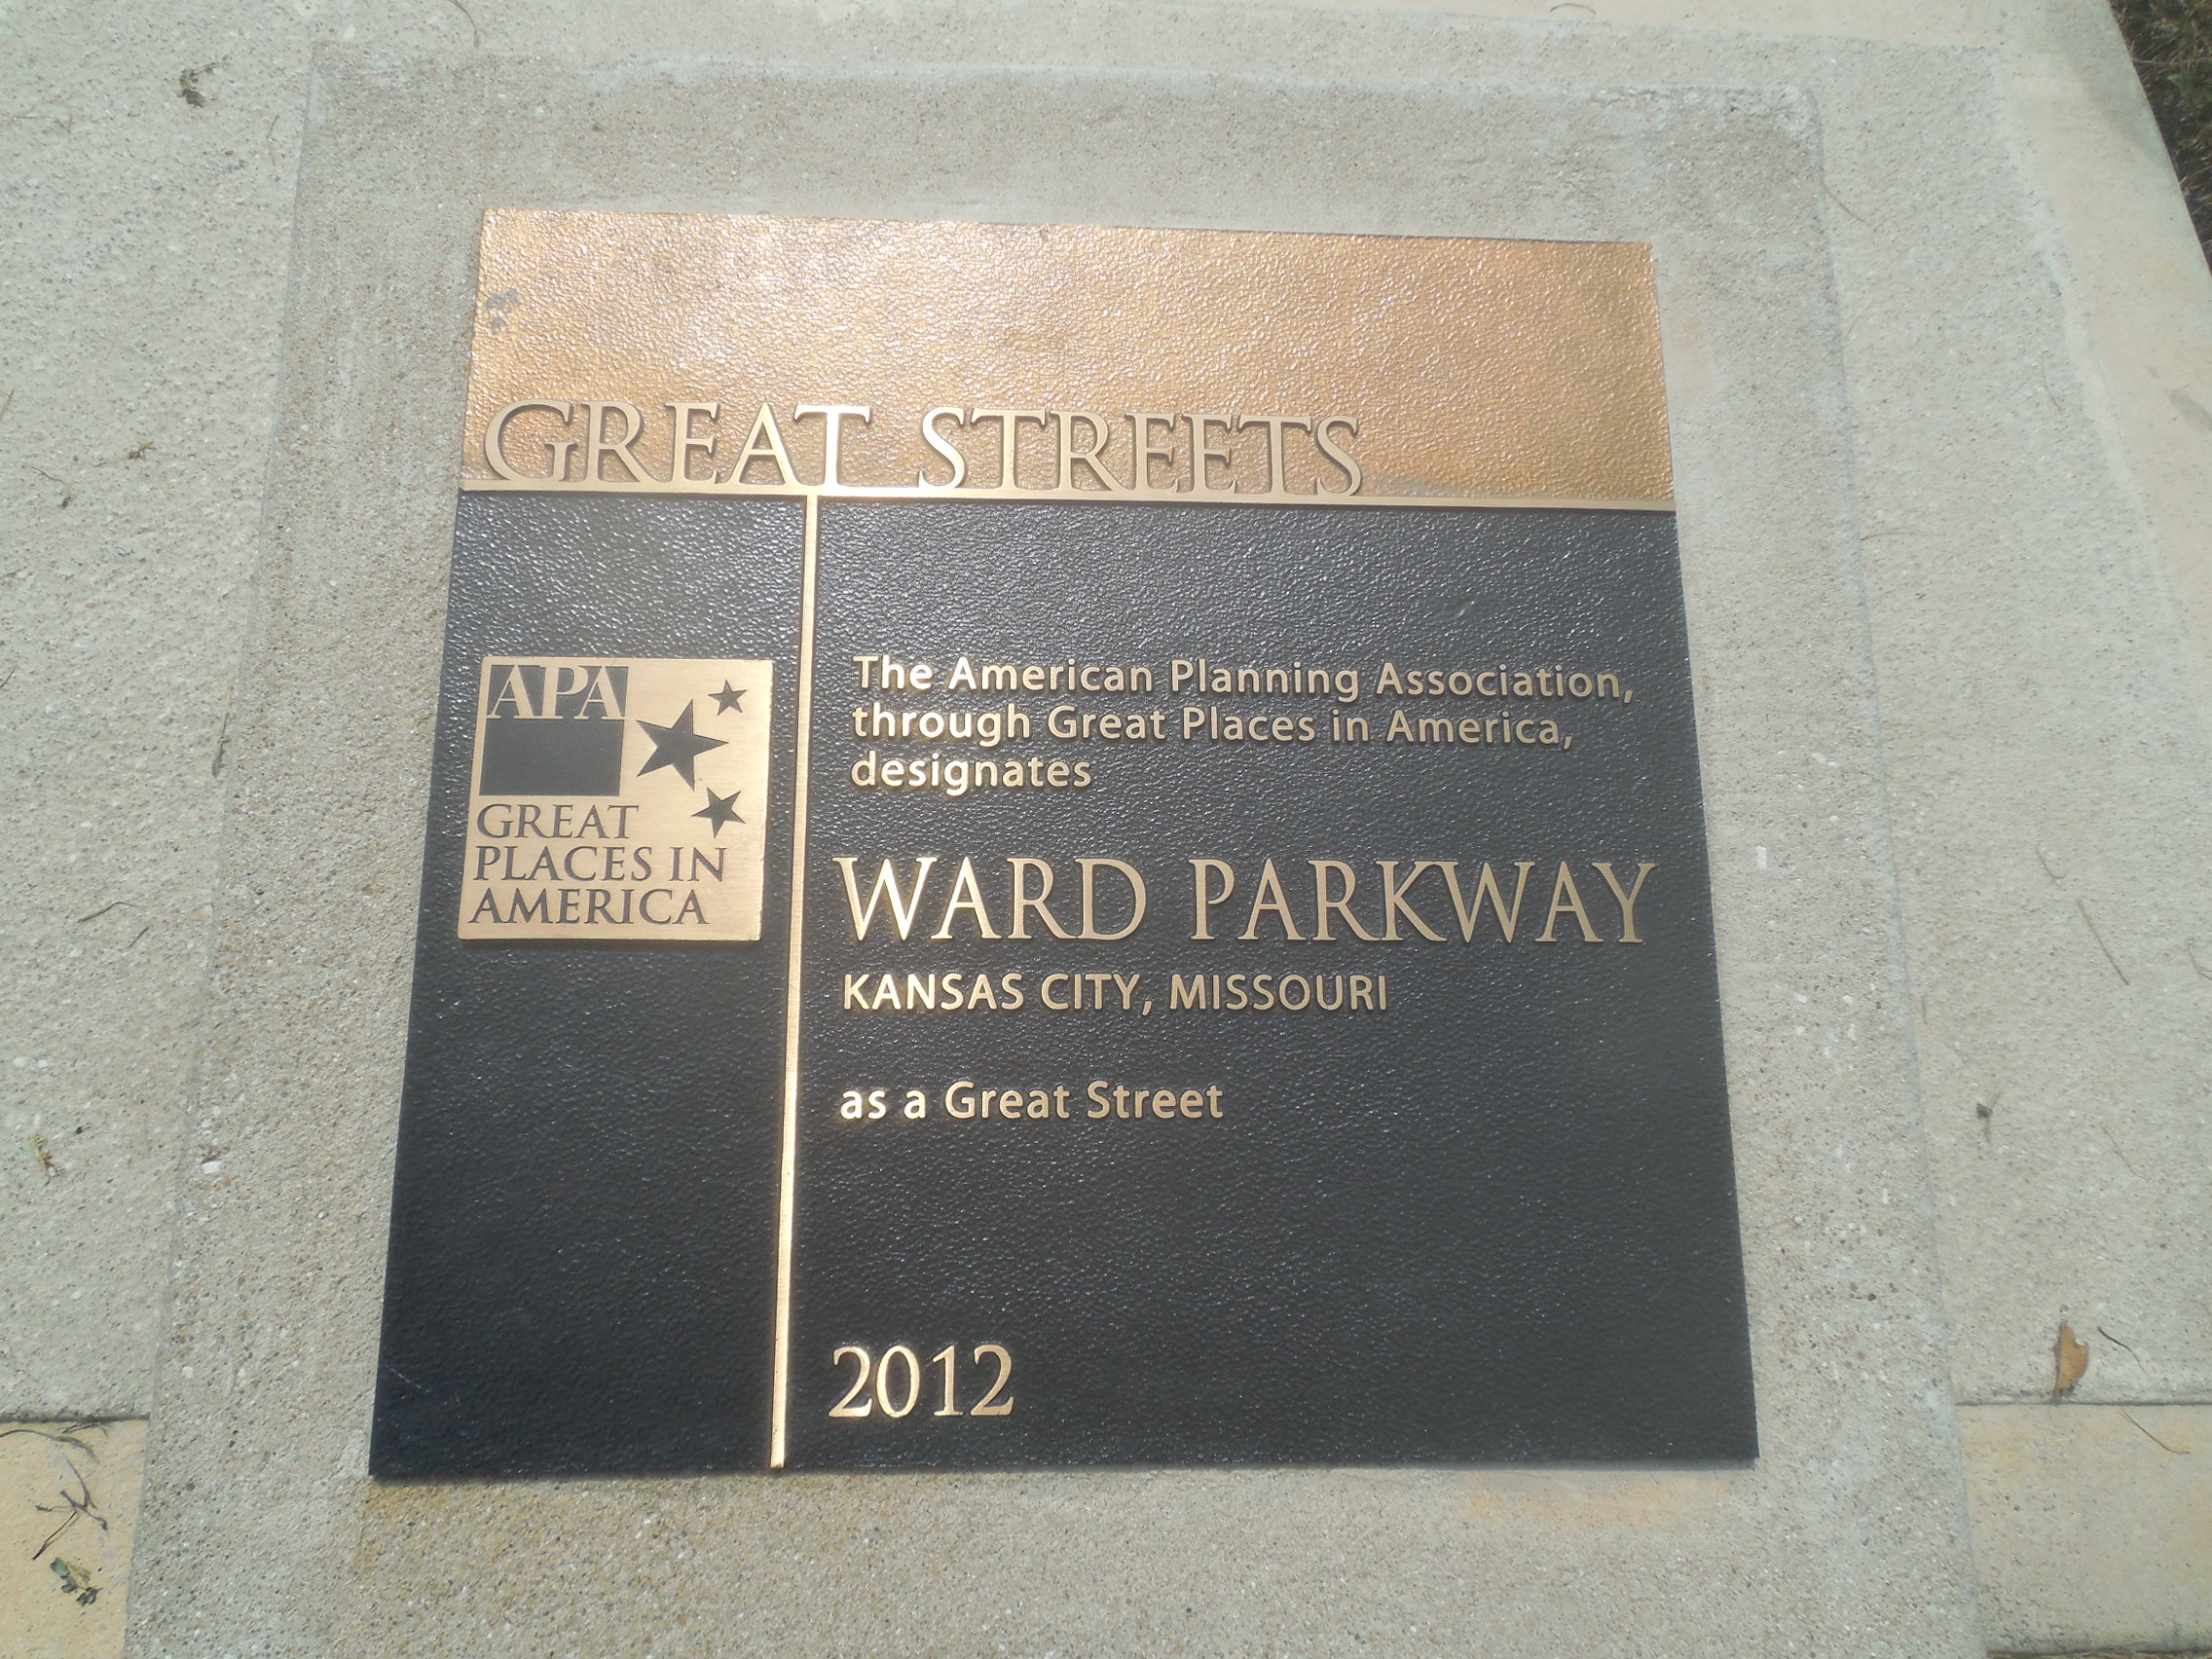 GREAT STREETS
APA
GREAT
PLACES IN
AMERICA
The American Planning Association,
through Great Places in America,
designates
WARD PARKWAY
KANSAS CITY, MISSOURI
as a Great Street
2012